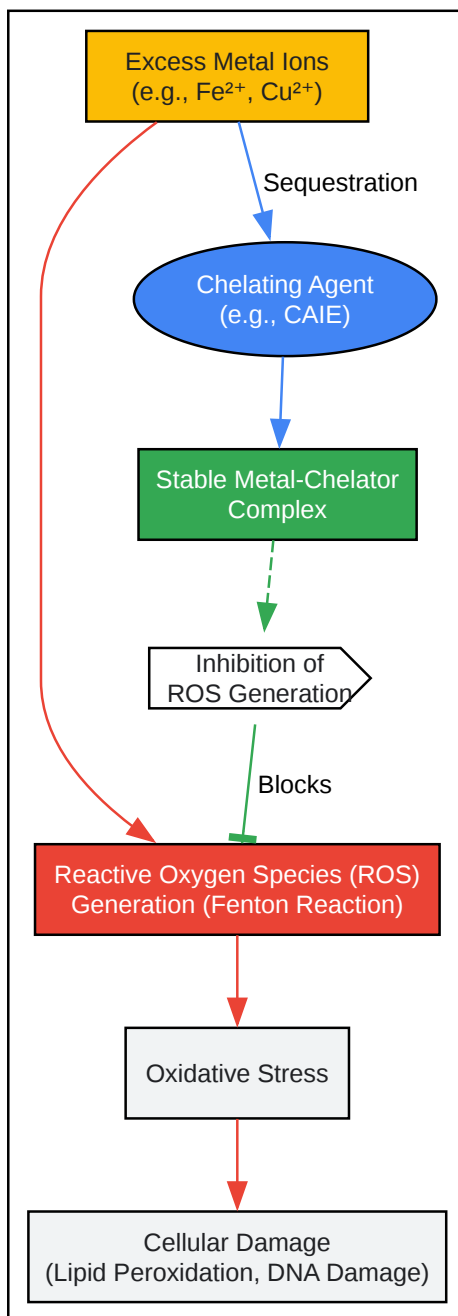 Excess Metal Ions
(e.g., Fe²⁺, Cu²⁺)
Sequestration
Chelating Agent
(e.g., CAIE)
Stable Metal-Chelator
Complex
Inhibition of
ROS Generation
Blocks
Reactive Oxygen Species (ROS)
Generation (Fenton Reaction)
Oxidative Stress
Cellular Damage
(Lipid Peroxidation, DNA Damage)